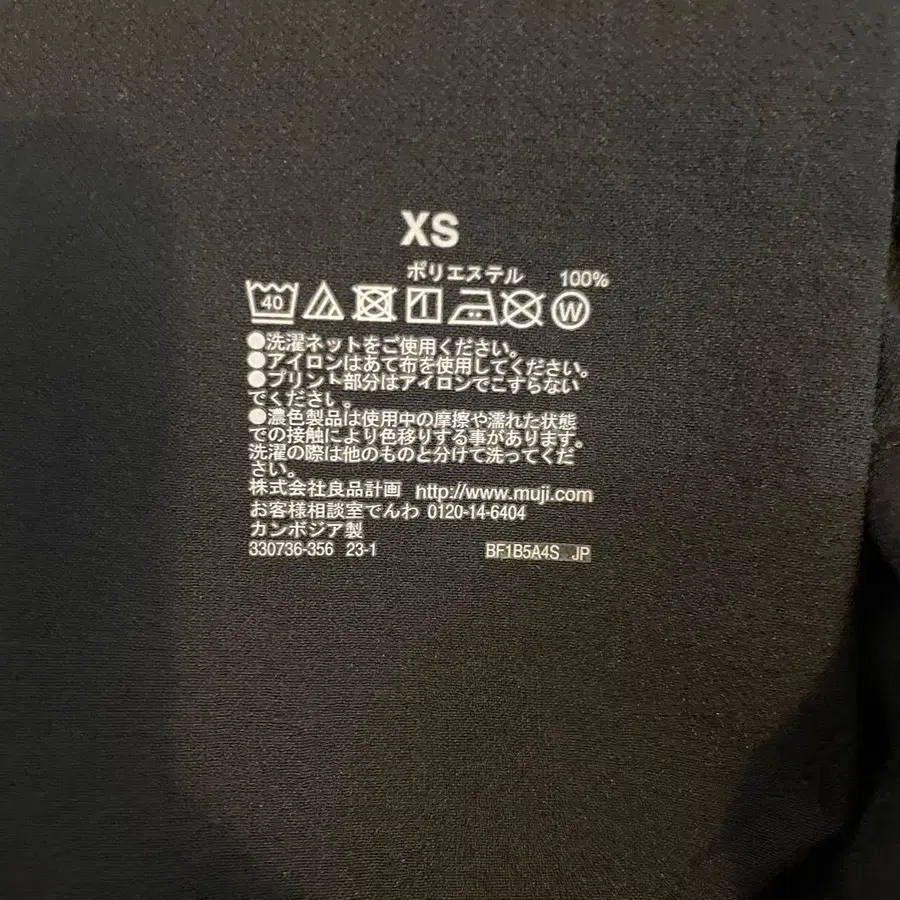 XS
ポリエステル 100%
40 W
●洗濯ネットをご使用ください。
●アイロンはあて布を使用してください。
●プリント部分はアイロンでこすらない
でください。
●濃色製品は使用中の摩擦や濡れた状態
での接触により色移りする事があります。
洗濯の際は他のものと分けて洗ってくだ
さい。
株式会社良品計画 http://www.muji.com
お客様相談室でんわ 0120-14-6404
カンボジア製
330736-356 23-1 BF1B5A4S JP